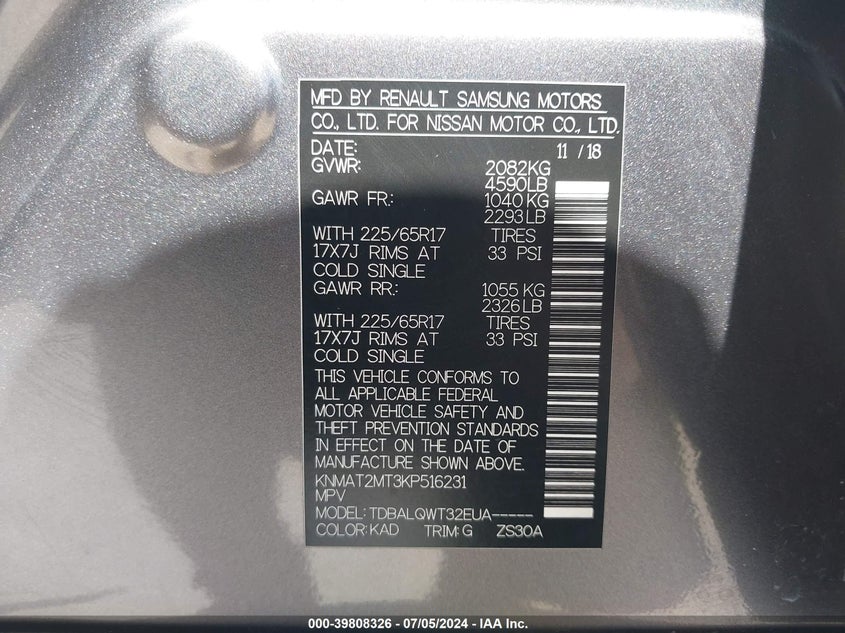 MFD BY RENAULT SAMSUNG MOTORS
CO., LTD. FOR NISSAN MOTOR CO., LTD.
DATE: 11 / 18
GVWR: 2082KG
4590LB
GAWR FR.: 1040 KG
2293 LB
WITH 225/65R17 TIRES
17X7J RIMS AT 33 PSI
COLD SINGLE
GAWR RR.: 1055 KG
2326 LB
WITH 225/65R17 TIRES
17X7J RIMS AT 33 PSI
COLD SINGLE
THIS VEHICLE CONFORMS TO
ALL APPLICABLE FEDERAL
MOTOR VEHICLE SAFETY AND
THEFT PREVENTION STANDARDS
IN EFFECT ON THE DATE OF
MANUFACTURE SHOWN ABOVE.
KNMAT2MT3KP516231
MPV
MODEL: TDBALQWT32EUA-----
COLOR: KAD TRIM: G ZS30A
000-39808326 - 07/05/2024 - IAA Inc.